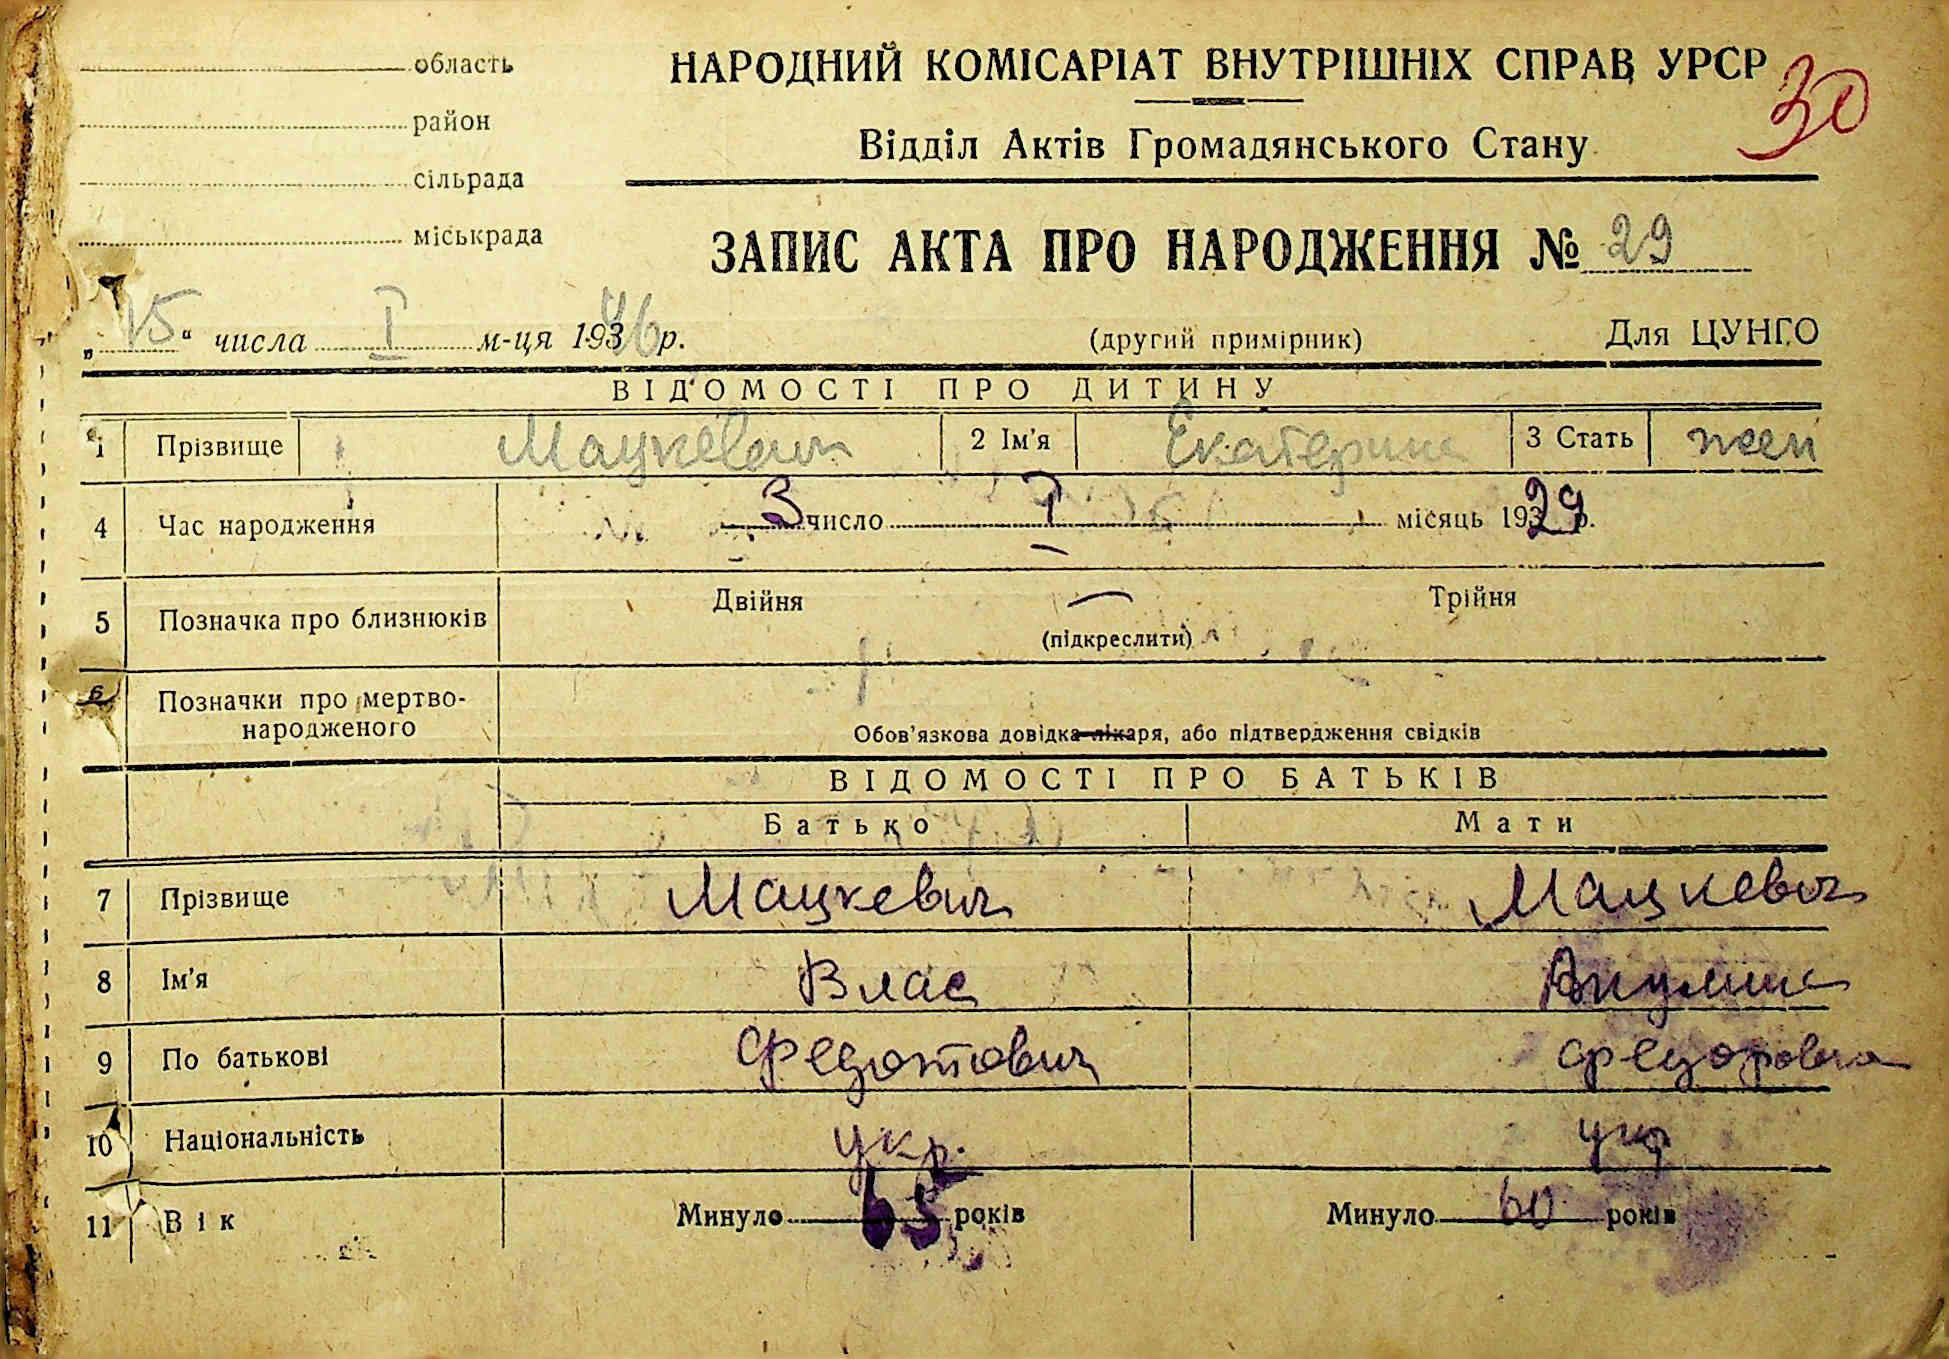 область
район
сільрада
міськрада
НАРОДНИЙ КОМІСАРІАТ ВНУТРІШНІХ СПРАВ УРСР
30
Відділ Актів Громадянського Стану
ЗАПИС АКТА ПРО НАРОДЖЕННЯ № 29
„15“ числа I м-ця 1946 р.
(другий примірник)
Для ЦУНГО
ВІДОМОСТІ ПРО ДИТИНУ
1 Прізвище Мацкевич 2 Ім'я Екатерина 3 Стать жен
4 Час народження 3 число I місяць 1929 р.
5 Позначка про близнюків Двійня — Трійня
(підкреслити)
6 Позначки про мертво-
народженого
Обов'язкова довідка лікаря, або підтвердження свідків
ВІДОМОСТІ ПРО БАТЬКІВ
Батько Мати
7 Прізвище Мацкевич Мацкевич
8 Ім'я Влас
9 По батькові Федотович Федоровна
10 Національність укр. укр
11 Вік Минуло 65 років Минуло 60 років